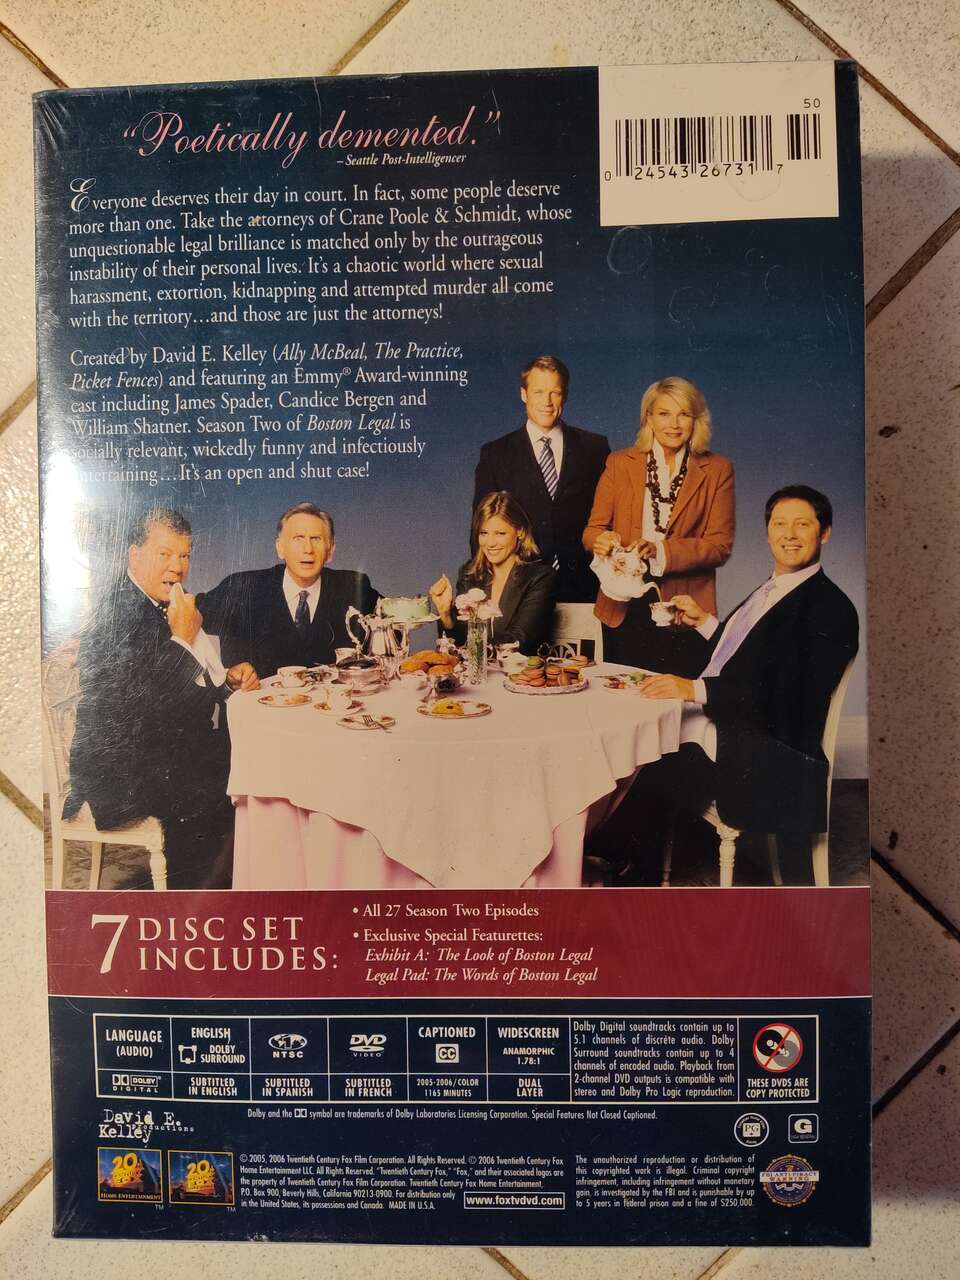 "Poetically demented."
– Seattle Post-Intelligencer
50
0 24543 26731 7
Everyone deserves their day in court. In fact, some people deserve
more than one. Take the attorneys of Crane Poole & Schmidt, whose
unquestionable legal brilliance is matched only by the outrageous
instability of their personal lives. It's a chaotic world where sexual
harassment, extortion, kidnapping and attempted murder all come
with the territory...and those are just the attorneys!
Created by David E. Kelley (Ally McBeal, The Practice,
Picket Fences) and featuring an Emmy® Award-winning
cast including James Spader, Candice Bergen and
William Shatner. Season Two of Boston Legal is
socially relevant, wickedly funny and infectiously
entertaining...It's an open and shut case!
7 DISC SET
INCLUDES:
• All 27 Season Two Episodes
• Exclusive Special Featurettes:
Exhibit A: The Look of Boston Legal
Legal Pad: The Words of Boston Legal
LANGUAGE
(AUDIO)
ENGLISH
DOLBY
SURROUND
NTSC
DVD
VIDEO
CAPTIONED
CC
WIDESCREEN
ANAMORPHIC
1.78:1
DOLBY
DIGITAL
SUBTITLED
IN ENGLISH
SUBTITLED
IN SPANISH
SUBTITLED
IN FRENCH
2005-2006/COLOR
1165 MINUTES
DUAL
LAYER
Dolby Digital soundtracks contain up to
5.1 channels of discrete audio. Dolby
Surround soundtracks contain up to 4
channels of encoded audio. Playback from
2-channel DVD outputs is compatible with
stereo and Dolby Pro Logic reproduction.
THESE DVDS ARE
COPY PROTECTED
Dolby and the DD symbol are trademarks of Dolby Laboratories Licensing Corporation. Special Features Not Closed Captioned.
David E.
Kelley Productions
PG
G
20th CENTURY FOX
HOME ENTERTAINMENT
TM
20th CENTURY FOX
TM
© 2005, 2006 Twentieth Century Fox Film Corporation. All Rights Reserved. © 2006 Twentieth Century Fox
Home Entertainment LLC. All Rights Reserved. "Twentieth Century Fox," "Fox," and their associated logos are
the property of Twentieth Century Fox Film Corporation. Twentieth Century Fox Home Entertainment,
P.O. Box 900, Beverly Hills, California 90213-0900. For distribution only
in the United States, its possessions and Canada. MADE IN U.S.A.
www.foxtvdvd.com
The unauthorized reproduction or distribution of
this copyrighted work is illegal. Criminal copyright
infringement, including infringement without monetary
gain, is investigated by the FBI and is punishable by up
to 5 years in federal prison and a fine of $250,000.
FBI ANTI-PIRACY
WARNING